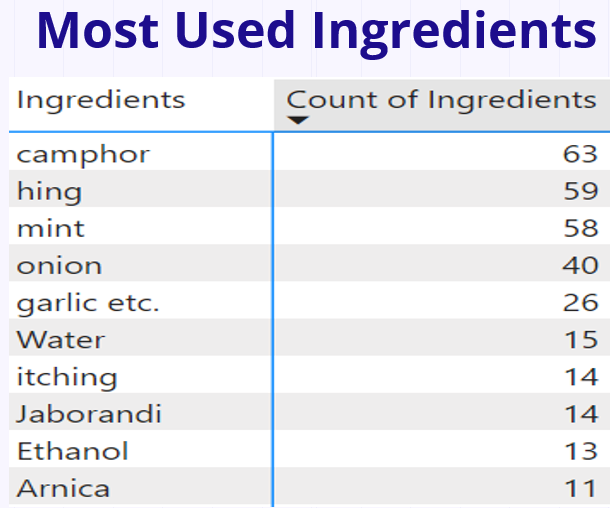 Most Used Ingredients
Ingredients Count of Ingredients
camphor 63
hing 59
mint 58
onion 40
garlic etc. 26
Water 15
itching 14
Jaborandi 14
Ethanol 13
Arnica 11